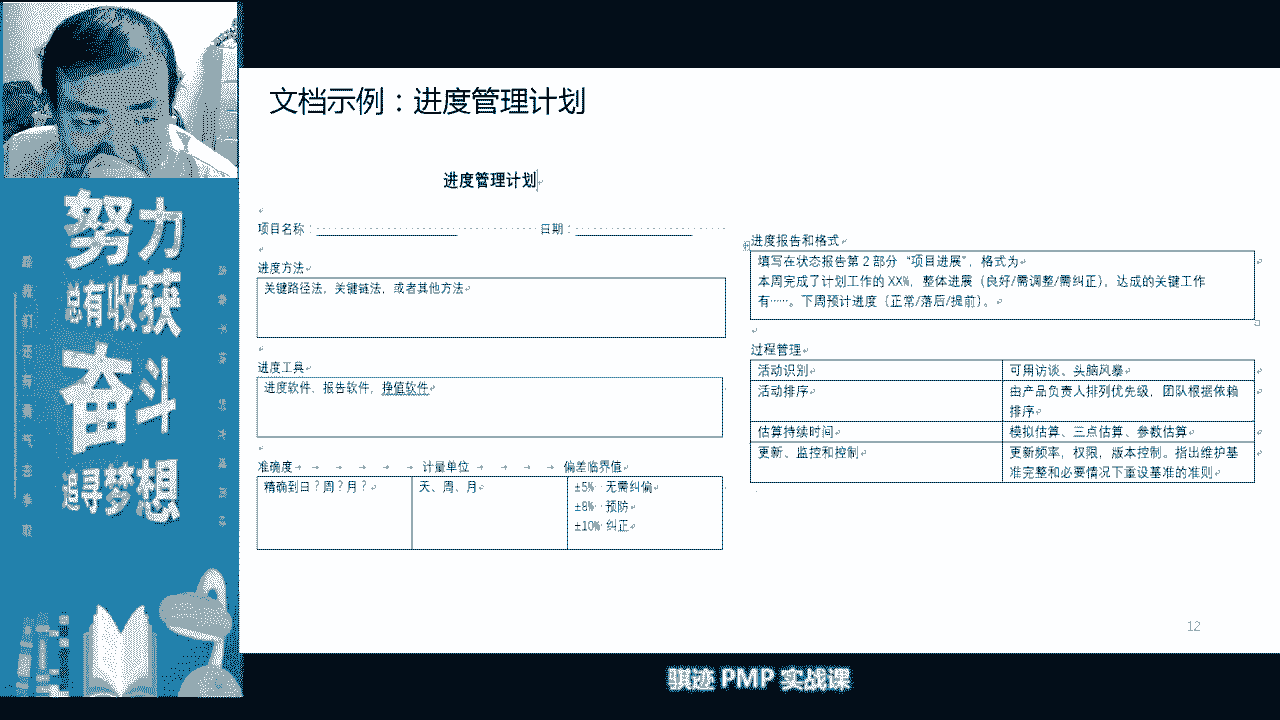 努力
总有收获
奋斗
追寻梦想
文档示例：进度管理计划
进度管理计划
项目名称：
日期：
进度方法
关键路径法，关键链法，或者其他方法
进度工具
进度软件、报告软件，挣值软件
准确度 计量单位 偏差临界值
精确到日？周？月？
天、周、月
±5% 无需纠偏
±8% 预防
±10% 纠正
进度报告和格式
填写在状态报告第 2 部分 “项目进展”，格式为
本周完成了计划工作的 XX%，整体进展（良好/需调整/需纠正），达成的关键工作
有……。下周预计进度（正常/落后/提前）。
过程管理
活动识别
可用访谈、头脑风暴
活动排序
由产品负责人排列优先级，团队根据依赖
排序
估算持续时间
模拟估算、三点估算、参数估算
更新、监控和控制
更新频率，权限，版本控制。指出维护基
准完整和必要情况下重设基准的准则
12
骐迹 PMP 实战课